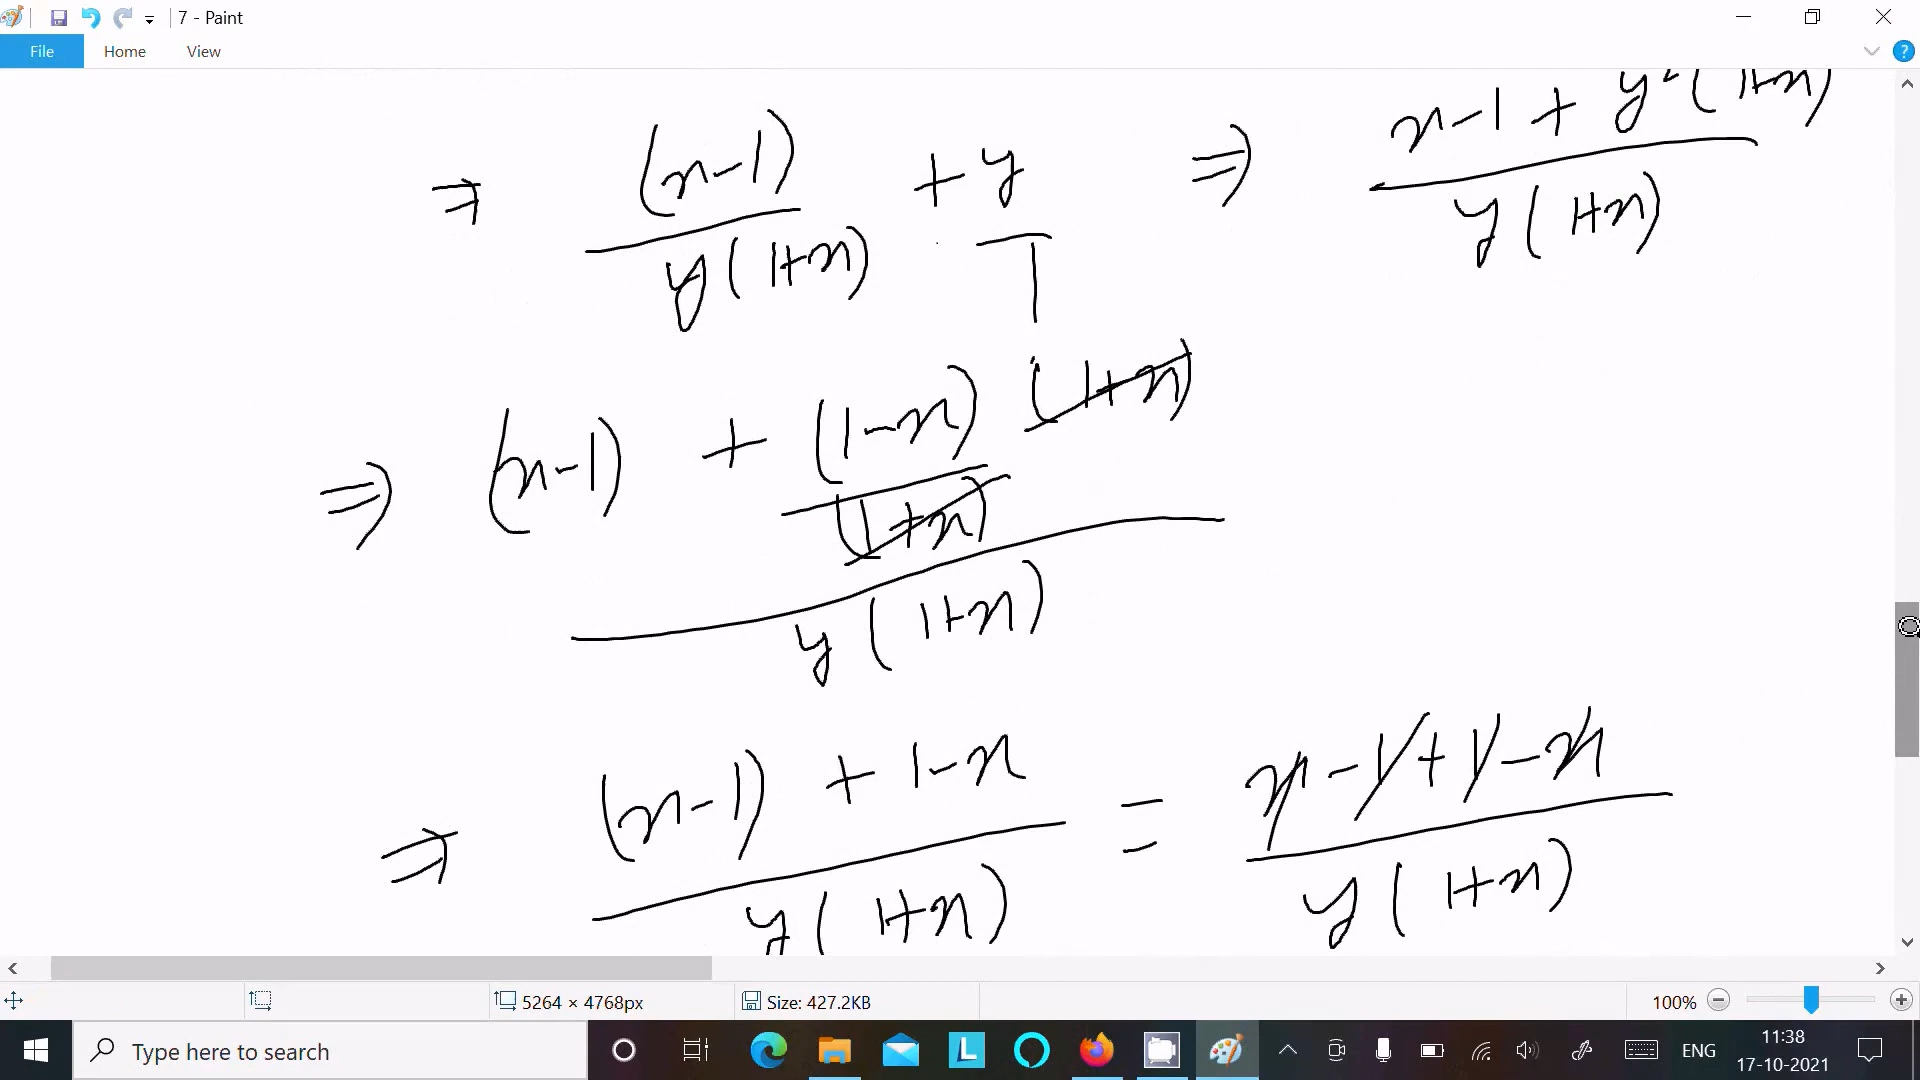 7 - Paint
File Home View
⇒ (x-1) / y(1+x) + y / 1 ⇒ x-1 + y²(1+x) / y(1+x)
⇒ (x-1) + (1-x) (1+x) / (1+x)
y(1+x)
⇒ (x-1) + 1-x / y(1+x) = x-1+1-x / y(1+x)
5264 × 4768px Size: 427.2KB 100%
Type here to search L ENG 11:38
17-10-2021